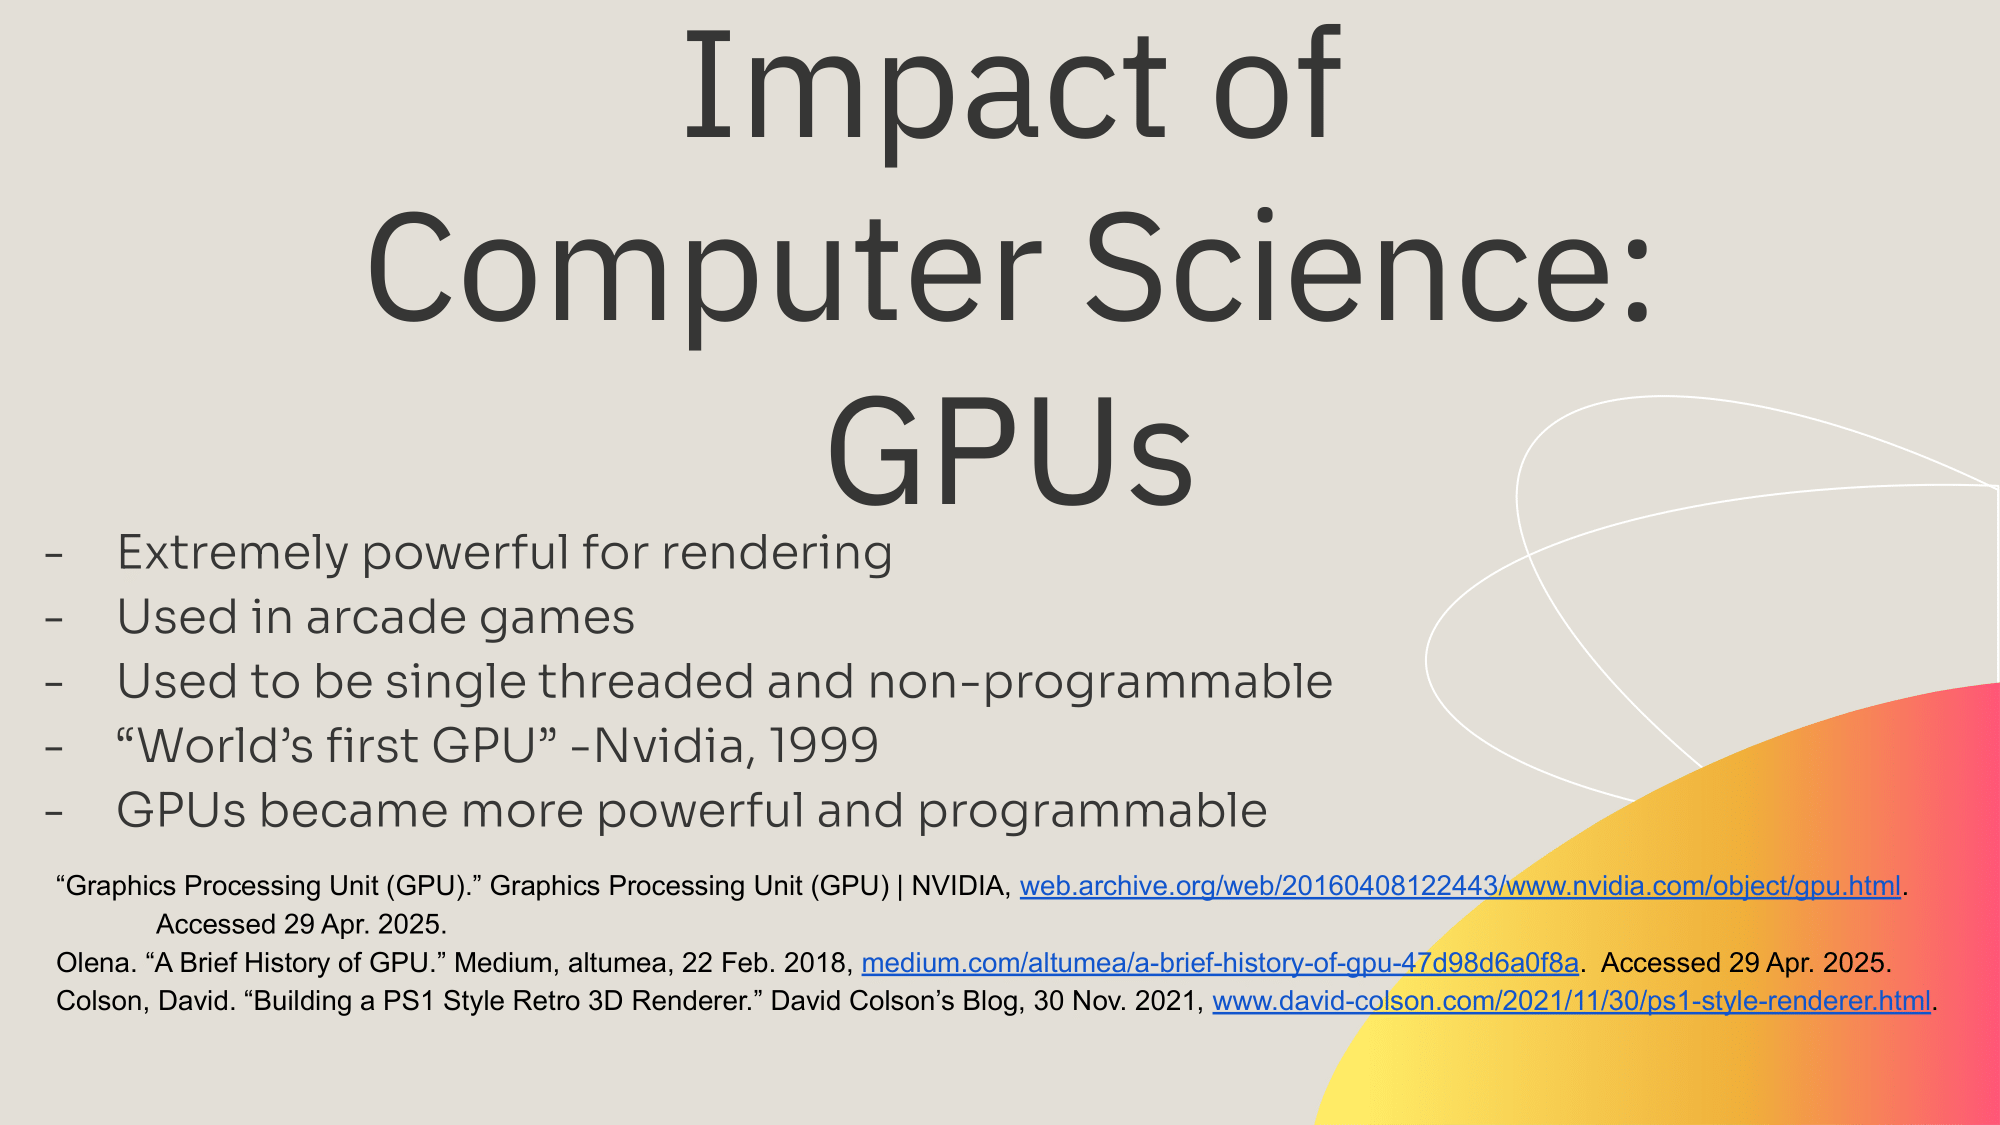 Impact of
Computer Science:
GPUs
- Extremely powerful for rendering
- Used in arcade games
- Used to be single threaded and non-programmable
- “World’s first GPU” -Nvidia, 1999
- GPUs became more powerful and programmable
“Graphics Processing Unit (GPU).” Graphics Processing Unit (GPU) | NVIDIA, web.archive.org/web/20160408122443/www.nvidia.com/object/gpu.html.
Accessed 29 Apr. 2025.
Olena. “A Brief History of GPU.” Medium, altumea, 22 Feb. 2018, medium.com/altumea/a-brief-history-of-gpu-47d98d6a0f8a.  Accessed 29 Apr. 2025.
Colson, David. “Building a PS1 Style Retro 3D Renderer.” David Colson’s Blog, 30 Nov. 2021, www.david-colson.com/2021/11/30/ps1-style-renderer.html.